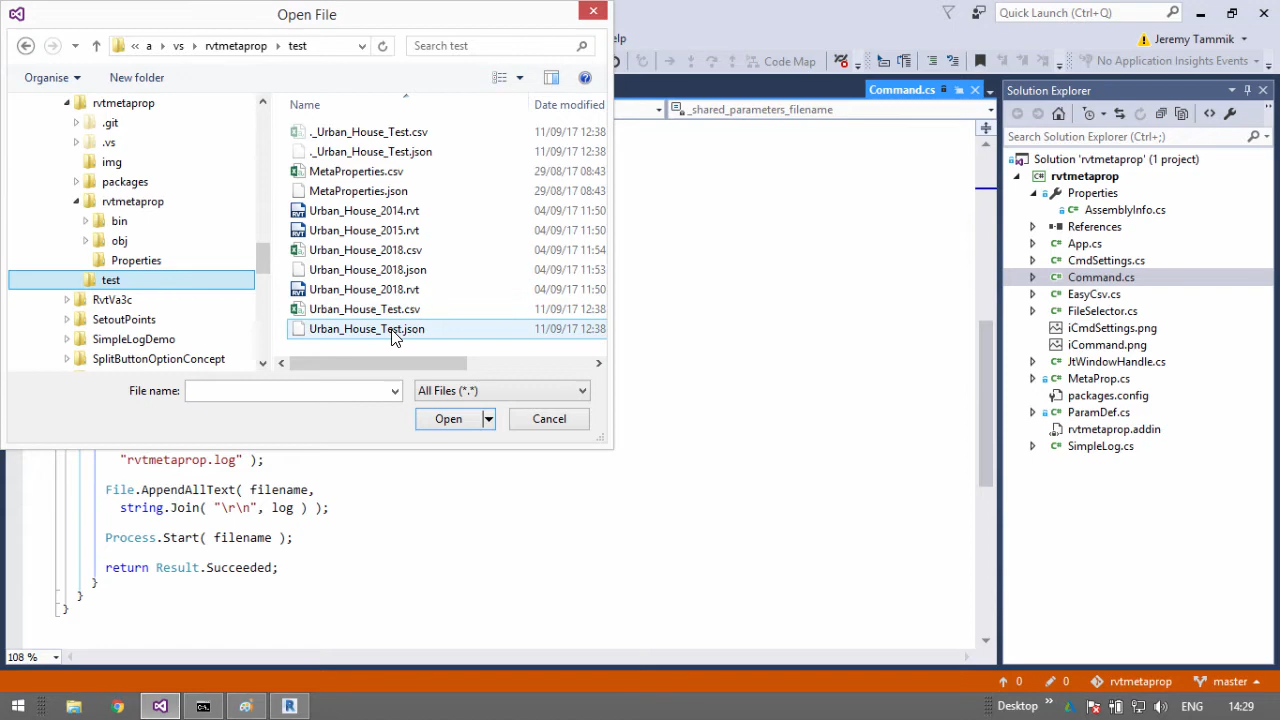 Open File
Quick Launch (Ctrl+Q)
a vs rvtmetaprop test
Search test
Organise
New folder
Jeremy Tammik
Code Map
No Application Insights Events
Command.cs
_shared_parameters_filename
rvtmetaprop
.git
.vs
img
packages
rvtmetaprop
bin
obj
Properties
test
RvtVa3c
SetoutPoints
SimpleLogDemo
SplitButtonOptionConcept
Name Date modified
._Urban_House_Test.csv 11/09/17 12:38
._Urban_House_Test.json 11/09/17 12:38
MetaProperties.csv 29/08/17 08:43
MetaProperties.json 29/08/17 08:43
Urban_House_2014.rvt 04/09/17 11:50
Urban_House_2015.rvt 04/09/17 11:50
Urban_House_2018.csv 04/09/17 11:54
Urban_House_2018.json 04/09/17 11:53
Urban_House_2018.rvt 04/09/17 11:50
Urban_House_Test.csv 11/09/17 12:38
Urban_House_Test.json 11/09/17 12:38
File name:
All Files (*.*)
Open
Cancel
"rvtmetaprop.log" );
File.AppendAllText( filename,
string.Join( "\r\n", log ) );
Process.Start( filename );
return Result.Succeeded;
}
}
}
108 %
Solution Explorer
Search Solution Explorer (Ctrl+;)
Solution 'rvtmetaprop' (1 project)
rvtmetaprop
Properties
AssemblyInfo.cs
References
App.cs
CmdSettings.cs
Command.cs
EasyCsv.cs
FileSelector.cs
iCmdSettings.png
iCommand.png
JtWindowHandle.cs
MetaProp.cs
packages.config
ParamDef.cs
rvtmetaprop.addin
SimpleLog.cs
0 0 rvtmetaprop master
Desktop ENG 14:29